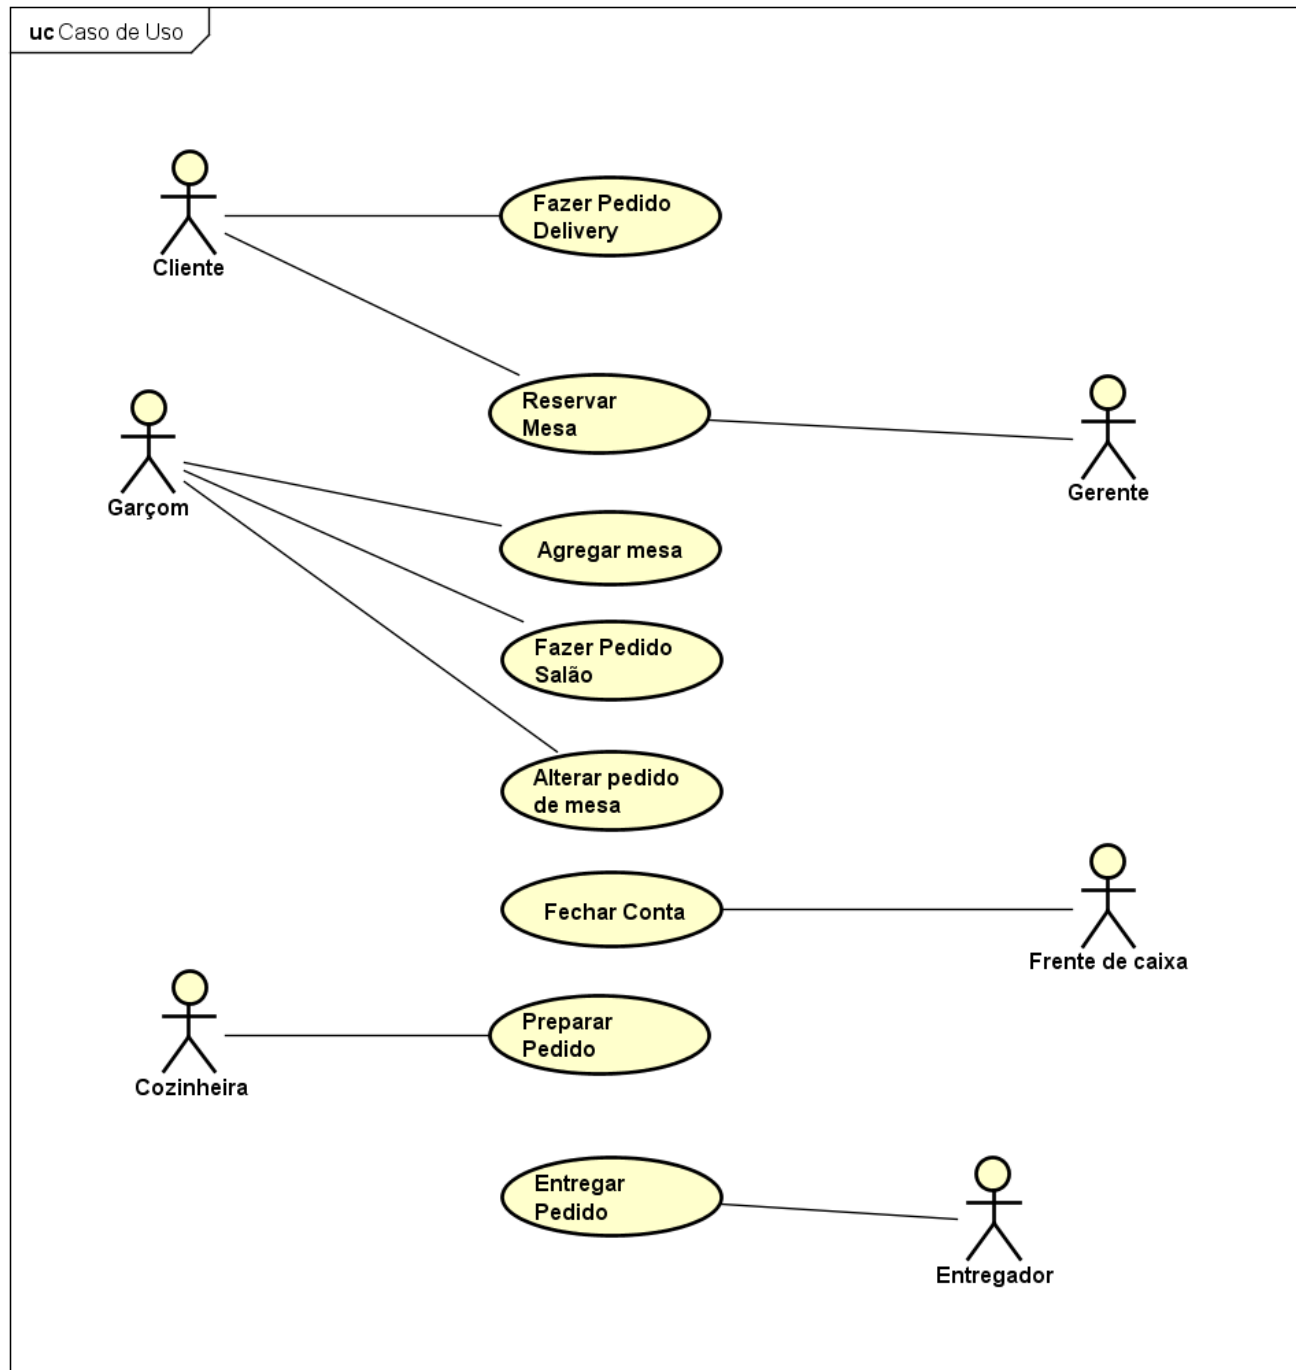 uc Caso de Uso
Fazer Pedido
Delivery
Cliente
Reservar
Mesa
Gerente
Garçom
Agregar mesa
Fazer Pedido
Salão
Alterar pedido
de mesa
Fechar Conta
Frente de caixa
Preparar
Pedido
Cozinheira
Entregar
Pedido
Entregador